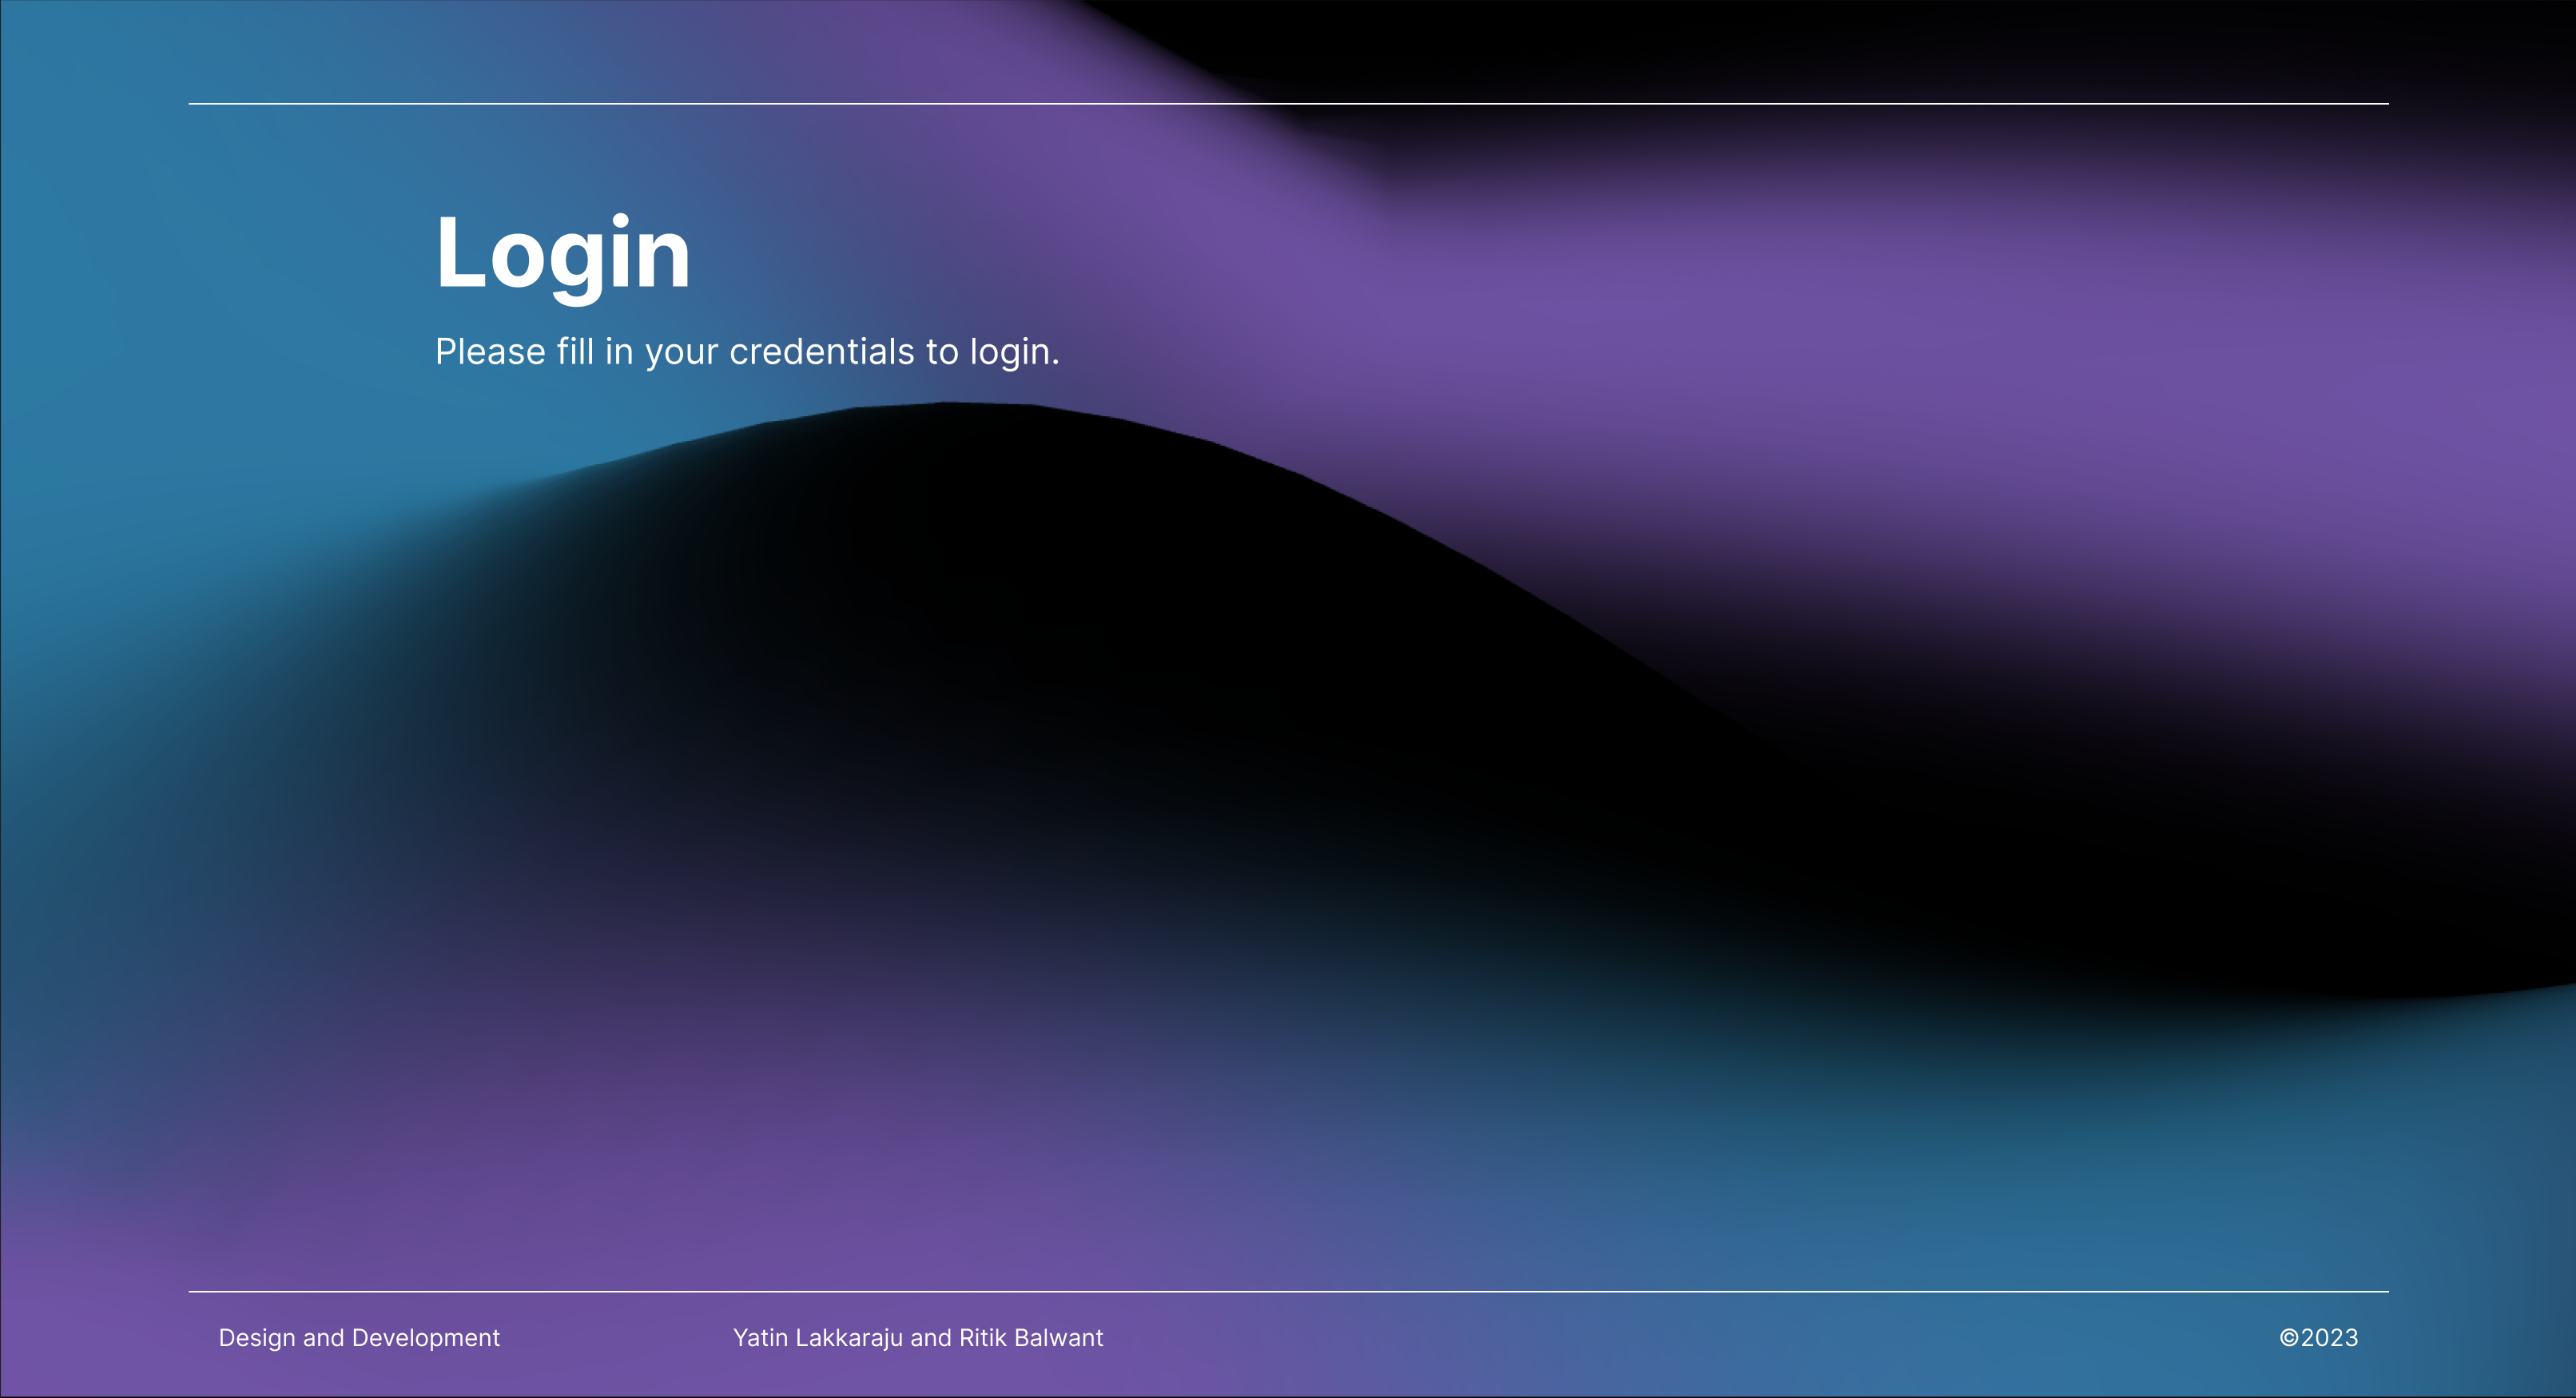 Login
Please fill in your credentials to login.
Design and Development
Yatin Lakkaraju and Ritik Balwant
©2023